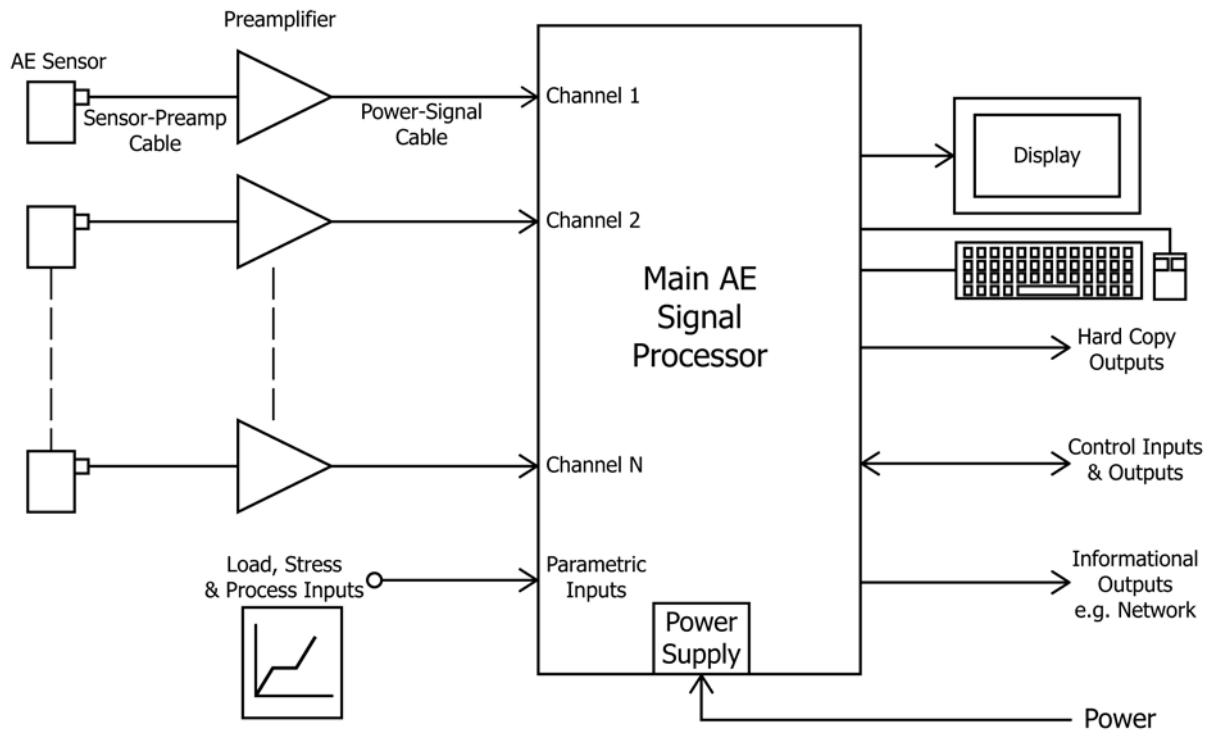 Preamplifier
AE Sensor
Sensor-Preamp
Cable
Power-Signal
Cable
Channel 1
Channel 2
Channel N
Load, Stress
& Process Inputs
Parametric
Inputs
Main AE
Signal
Processor
Power
Supply
Display
Hard Copy
Outputs
Control Inputs
& Outputs
Informational
Outputs
e.g. Network
Power